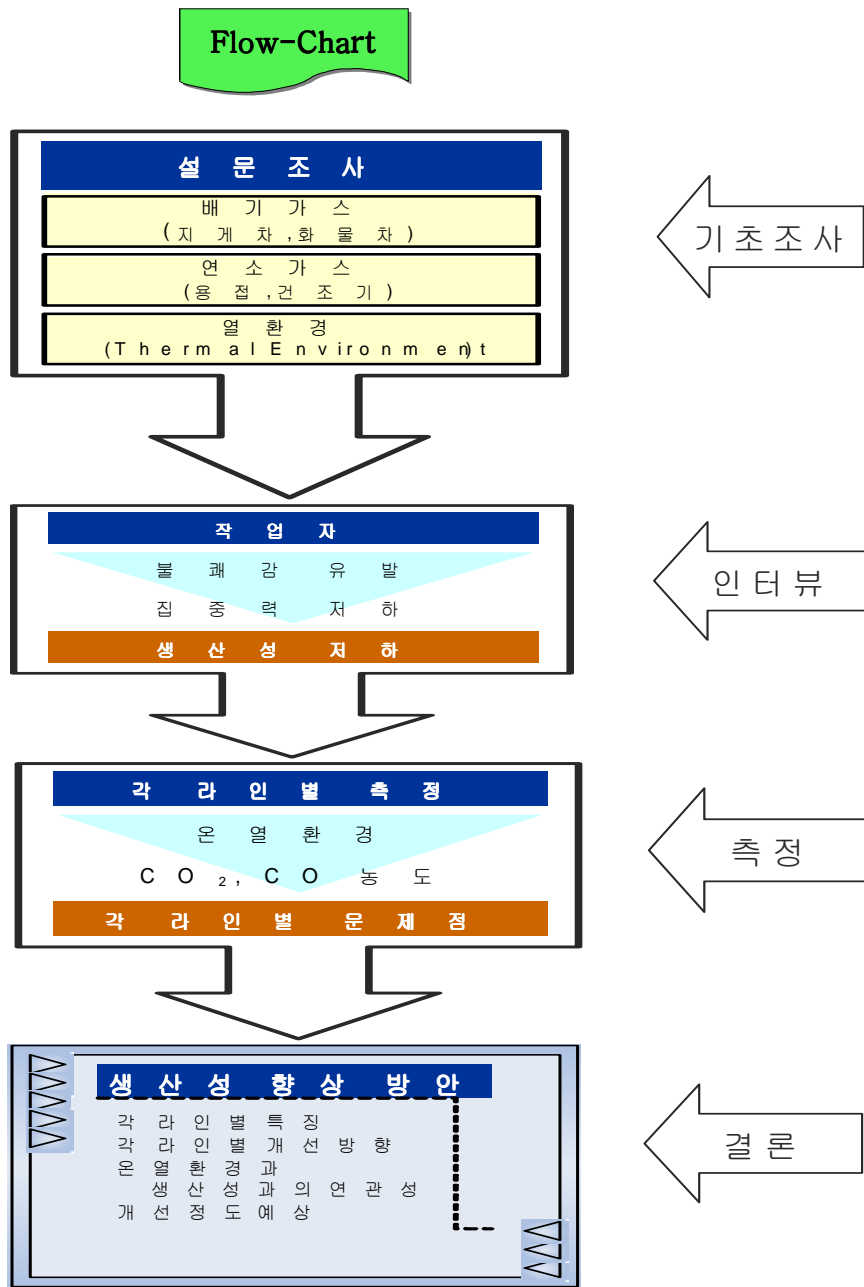 Flow-Chart
설 문 조 사
배 기 가 스
(지 게 차 ,화 물 차 )
연 소 가 스
(용 접 ,건 조 기 )
열 환 경
(Thermal Environment)
기초조사
작 업 자
불 쾌 감 유 발
집 중 력 저 하
생 산 성 저 하
인터뷰
각 라 인 별 측 정
온 열 환 경
C O ₂, C O 농 도
각 라 인 별 문 제 점
측정
생 산 성 향 상 방 안
각 라 인 별 특 징
각 라 인 별 개 선 방 향
온 열 환 경 과
생 산 성 과 의 연 관 성
개 선 정 도 예 상
결론